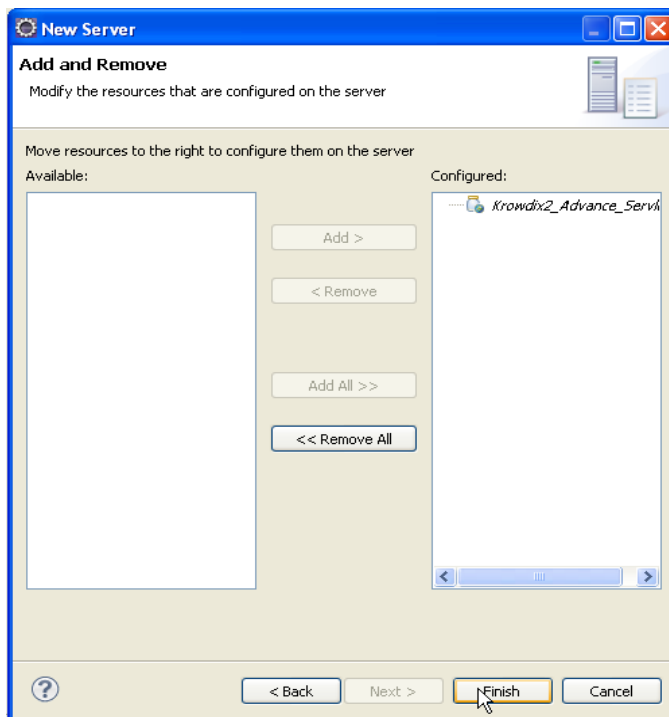 New Server
Add and Remove
Modify the resources that are configured on the server
Move resources to the right to configure them on the server
Available:
Configured:
Krowdix2_Advance_Servl
Add >
< Remove
Add All >>
<< Remove All
?
< Back
Next >
Finish
Cancel